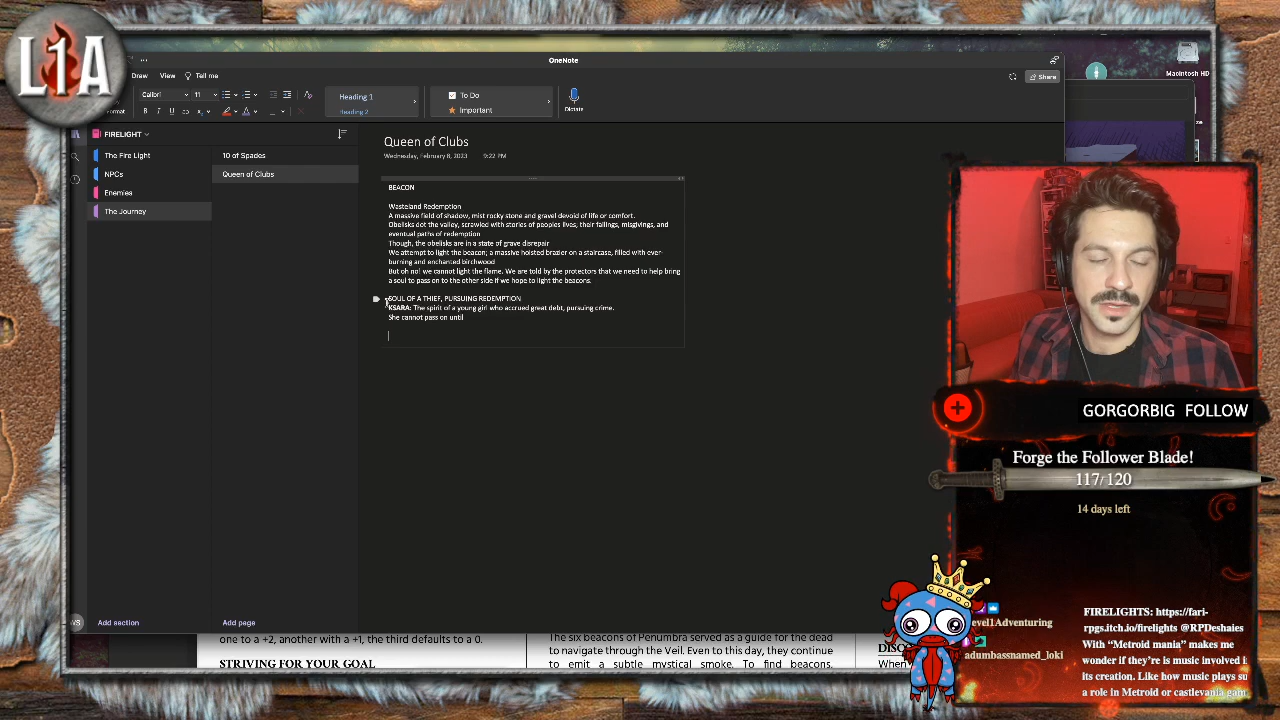 L1A
OneNote
Macintosh HD
Draw View Tell me
Share
Calibri 11
Heading 1
Heading 2
To Do
Important
Dictate
B I U
FIRELIGHT
The Fire Light
NPCs
Enemies
The Journey
Add section
10 of Spades
Queen of Clubs
Add page
Queen of Clubs
Wednesday, February 8, 2023 9:22 PM
BEACON
Wasteland Redemption
A massive field of shadow, mist rocky stone and gravel devoid of life or comfort.
Obelisks dot the valley, scrawled with stories of peoples lives, their failings, misgivings, and
eventual paths of redemption
Though, the obelisks are in a state of grave disrepair
We attempt to light the beacon; a massive hoisted brazier on a staircase, filled with ever-
burning and enchanted birchwood
But oh no! we cannot light the flame. We are told by the protectors that we need to help bring
a soul to pass on to the other side if we hope to light the beacons.
SOUL OF A THIEF, PURSUING REDEMPTION
KSARA: The spirit of a young girl who accrued great debt, pursuing crime.
She cannot pass on until
one to a +2, another with a +1, the third defaults to a 0.
STRIVING FOR YOUR GOAL
The six beacons of Penumbra served as a guide for the dead
to navigate through the Veil. Even to this day, they continue
to emit a subtle mystical smoke. To find beacons,
GORGORBIG FOLLOW
Forge the Follower Blade!
117/120
14 days left
evel1Adventuring
adumbassnamed_loki
FIRELIGHTS: https://fari-
rpgs.itch.io/firelights @RPDeshaies
With “Metroid mania” makes me
wonder if they’re is music involved i
its creation. Like how music plays su
a role in Metroid or castlevania gam